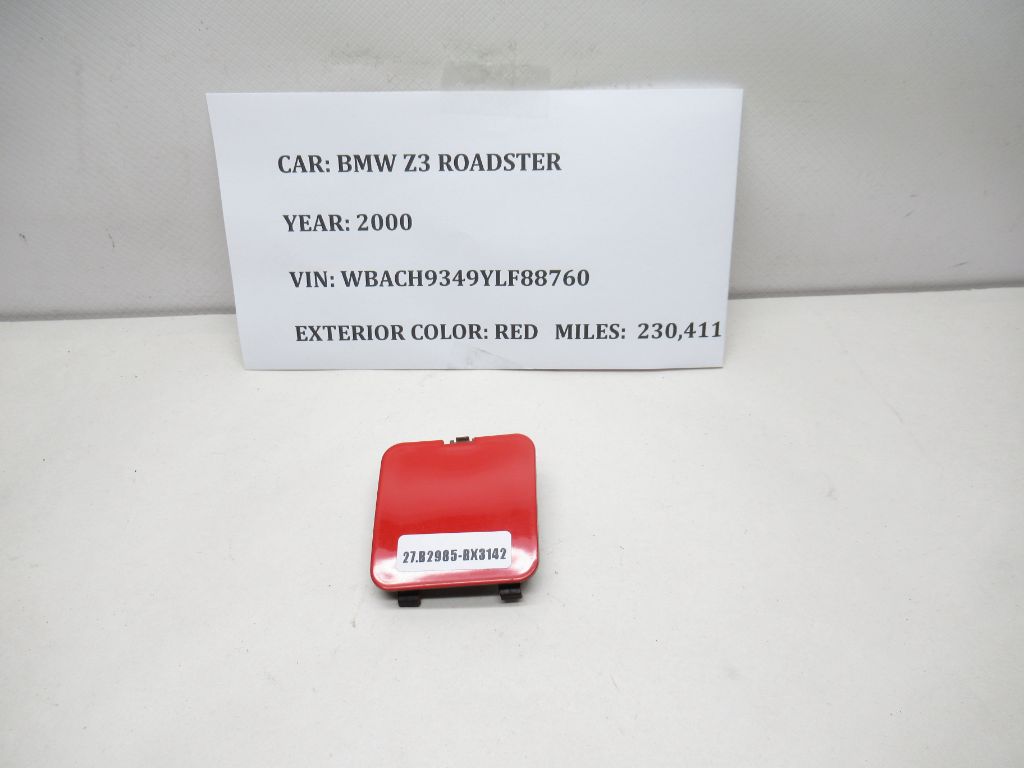 CAR: BMW Z3 ROADSTER
YEAR: 2000
VIN: WBACH9349YLF88760
EXTERIOR COLOR: RED MILES: 230,411
27.B2985-BX3142